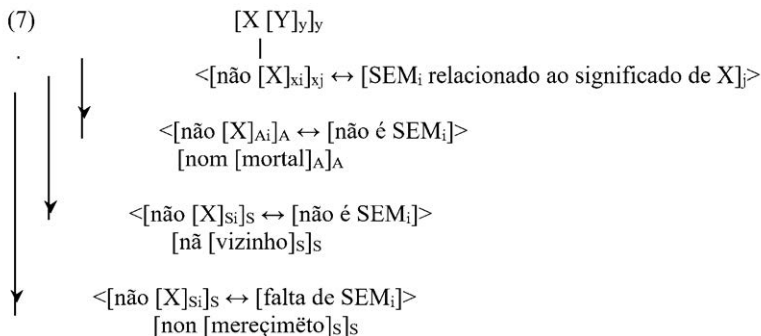 (7) [X [Y]y]y
<[não [X]xi]xj ↔ [SEMi relacionado ao significado de X]j>
<[não [X]Ai]A ↔ [não é SEMi]>
[nom [mortal]A]A
<[não [X]Si]S ↔ [não é SEMi]>
[nã [vizinho]S]S
<[não [X]Si]S ↔ [falta de SEMi]>
[non [mereçimẽto]S]S